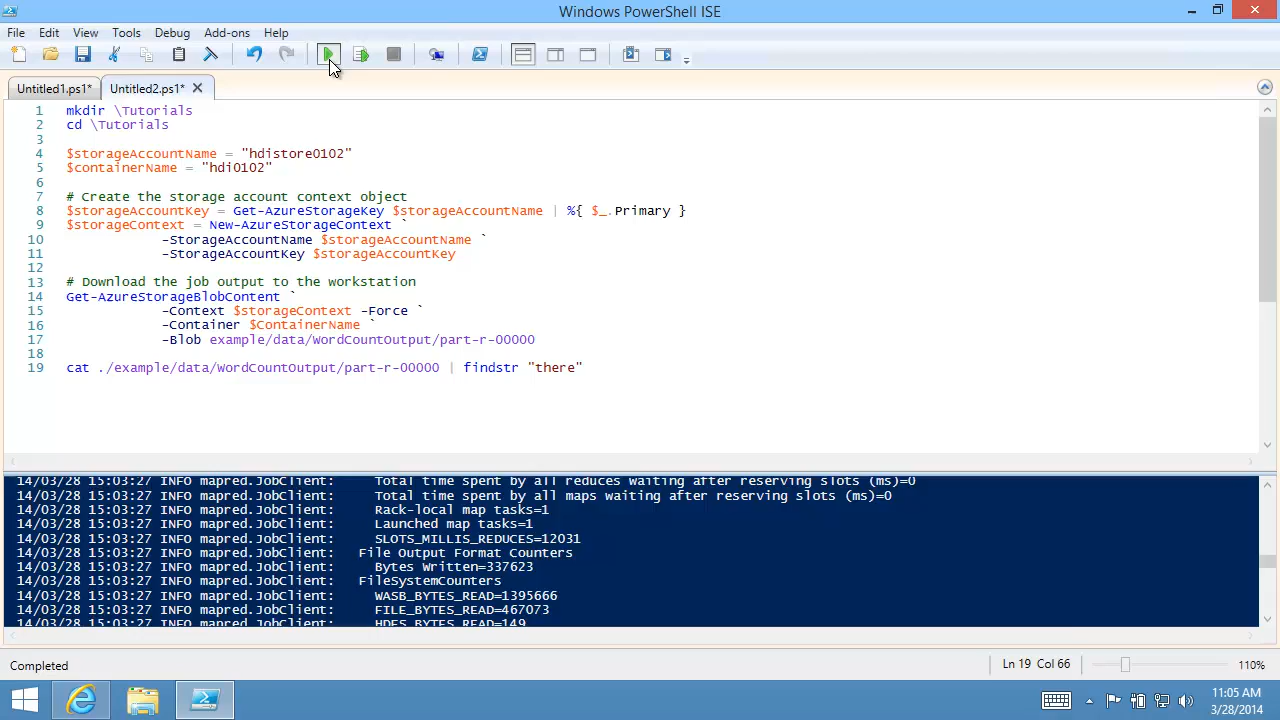 Windows PowerShell ISE
File Edit View Tools Debug Add-ons Help
Untitled1.ps1* Untitled2.ps1*
1 mkdir \Tutorials
2 cd \Tutorials
3
4 $storageAccountName = "hdistore0102"
5 $containerName = "hdi0102"
6
7 # Create the storage account context object
8 $storageAccountKey = Get-AzureStorageKey $storageAccountName | %{ $_.Primary }
9 $storageContext = New-AzureStorageContext `
10 -StorageAccountName $storageAccountName `
11 -StorageAccountKey $storageAccountKey
12
13 # Download the job output to the workstation
14 Get-AzureStorageBlobContent `
15 -Context $storageContext -Force `
16 -Container $ContainerName `
17 -Blob example/data/WordCountOutput/part-r-00000
18
19 cat ./example/data/WordCountOutput/part-r-00000 | findstr "there"
14/03/28 15:03:27 INFO mapred.JobClient: Total time spent by all reduces waiting after reserving slots (ms)=0
14/03/28 15:03:27 INFO mapred.JobClient: Total time spent by all maps waiting after reserving slots (ms)=0
14/03/28 15:03:27 INFO mapred.JobClient: Rack-local map tasks=1
14/03/28 15:03:27 INFO mapred.JobClient: Launched map tasks=1
14/03/28 15:03:27 INFO mapred.JobClient: SLOTS_MILLIS_REDUCES=12031
14/03/28 15:03:27 INFO mapred.JobClient: File Output Format Counters
14/03/28 15:03:27 INFO mapred.JobClient: Bytes Written=337623
14/03/28 15:03:27 INFO mapred.JobClient: FileSystemCounters
14/03/28 15:03:27 INFO mapred.JobClient: WASB_BYTES_READ=1395666
14/03/28 15:03:27 INFO mapred.JobClient: FILE_BYTES_READ=467073
14/03/28 15:03:27 INFO mapred.JobClient: HDFS_BYTES_READ=149
Completed Ln 19 Col 66 110%
11:05 AM
3/28/2014